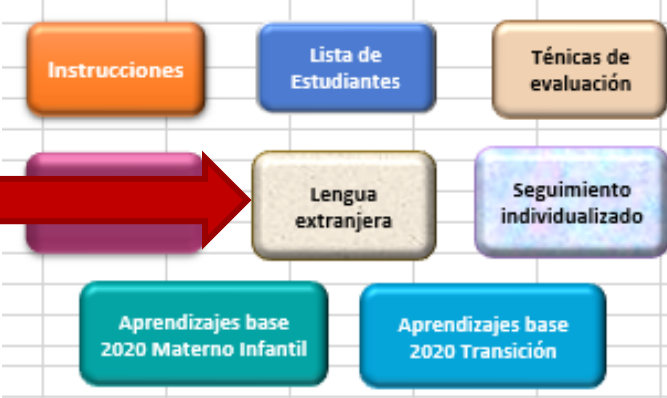 Instrucciones
Lista de
Estudiantes
Ténicas de
evaluación
Lengua
extranjera
Seguimiento
individualizado
Aprendizajes base
2020 Materno Infantil
Aprendizajes base
2020 Transición